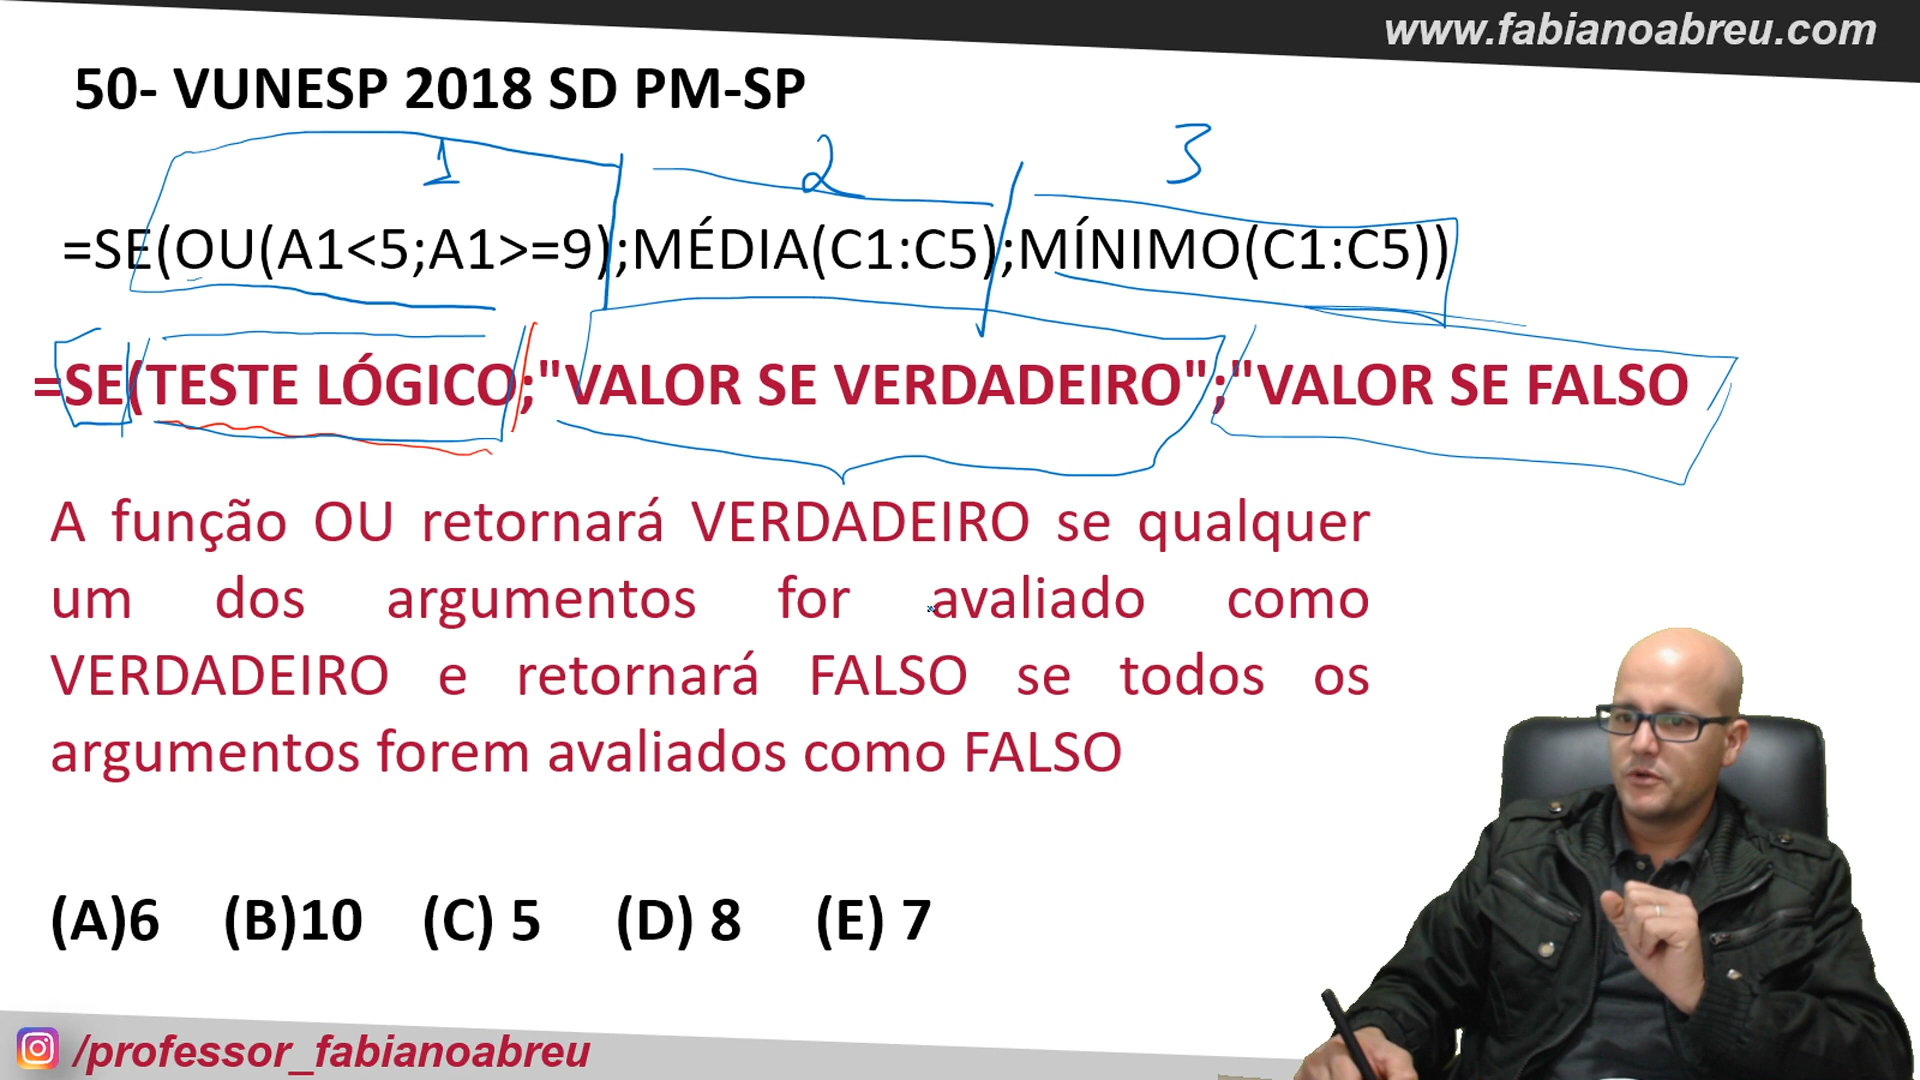 www.fabianoabreu.com
50- VUNESP 2018 SD PM-SP
1 2 3
=SE(OU(A1<5;A1>=9);MÉDIA(C1:C5);MÍNIMO(C1:C5))
=SE(TESTE LÓGICO;"VALOR SE VERDADEIRO";"VALOR SE FALSO
A função OU retornará VERDADEIRO se qualquer
um dos argumentos for avaliado como
VERDADEIRO e retornará FALSO se todos os
argumentos forem avaliados como FALSO
(A)6 (B)10 (C) 5 (D) 8 (E) 7
/professor_fabianoabreu